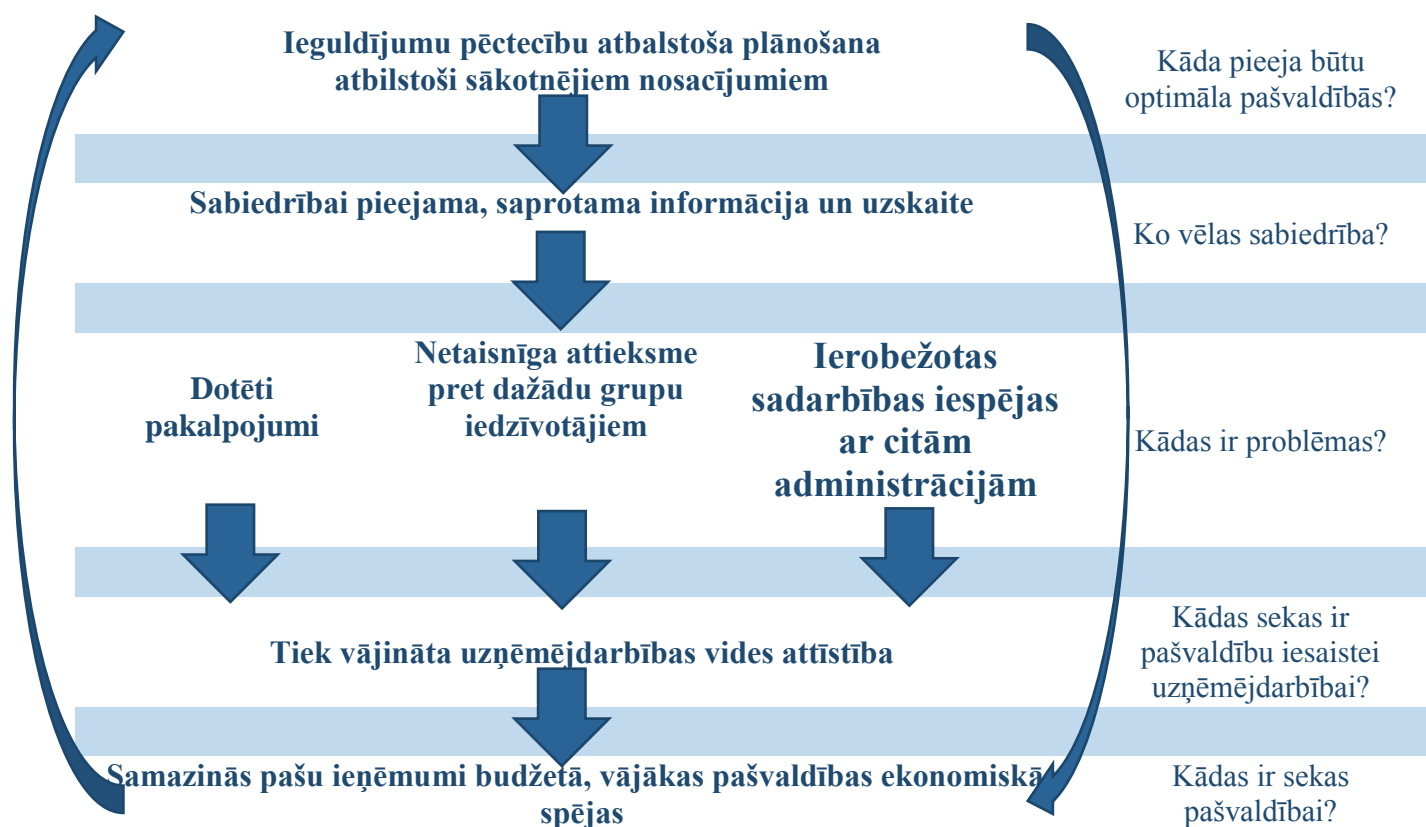 Ieguldījumu pēctecību atbalstoša plānošana
atbilstoši sākotnējiem nosacījumiem
Kāda pieeja būtu
optimāla pašvaldībās?
Sabiedrībai pieejama, saprotama informācija un uzskaite
Ko vēlas sabiedrība?
Dotēti
pakalpojumi
Netaisnīga attieksme
pret dažādu grupu
iedzīvotājiem
Ierobežotas
sadarbības iespējas
ar citām
administrācijām
Kādas ir problēmas?
Tiek vājināta uzņēmējdarbības vides attīstība
Kādas sekas ir
pašvaldību iesaistei
uzņēmējdarbībai?
Samazinās pašu ieņēmumi budžetā, vājākas pašvaldības ekonomiskā
spējas
Kādas ir sekas
pašvaldībai?